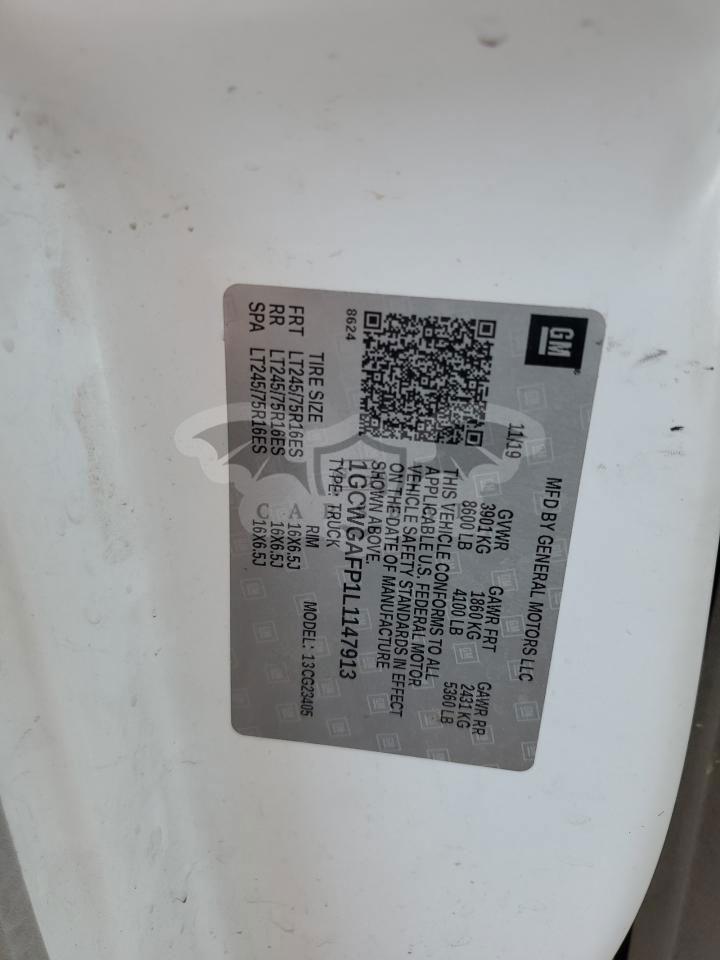 GM
MFD BY GENERAL MOTORS LLC
11/19
GVWR GAWR FRT GAWR RR
3901 KG 1860 KG 2431 KG
8600 LB 4100 LB 5360 LB
THIS VEHICLE CONFORMS TO ALL
APPLICABLE U.S. FEDERAL MOTOR
VEHICLE SAFETY STANDARDS IN EFFECT
ON THE DATE OF MANUFACTURE
SHOWN ABOVE.
1GCWGAFP1L1147913
8624
TYPE: TRUCK MODEL: 13CG23405
TIRE SIZE RIM
FRT LT245/75R16ES 16X6.5J
RR LT245/75R16ES 16X6.5J
SPA LT245/75R16ES 16X6.5J